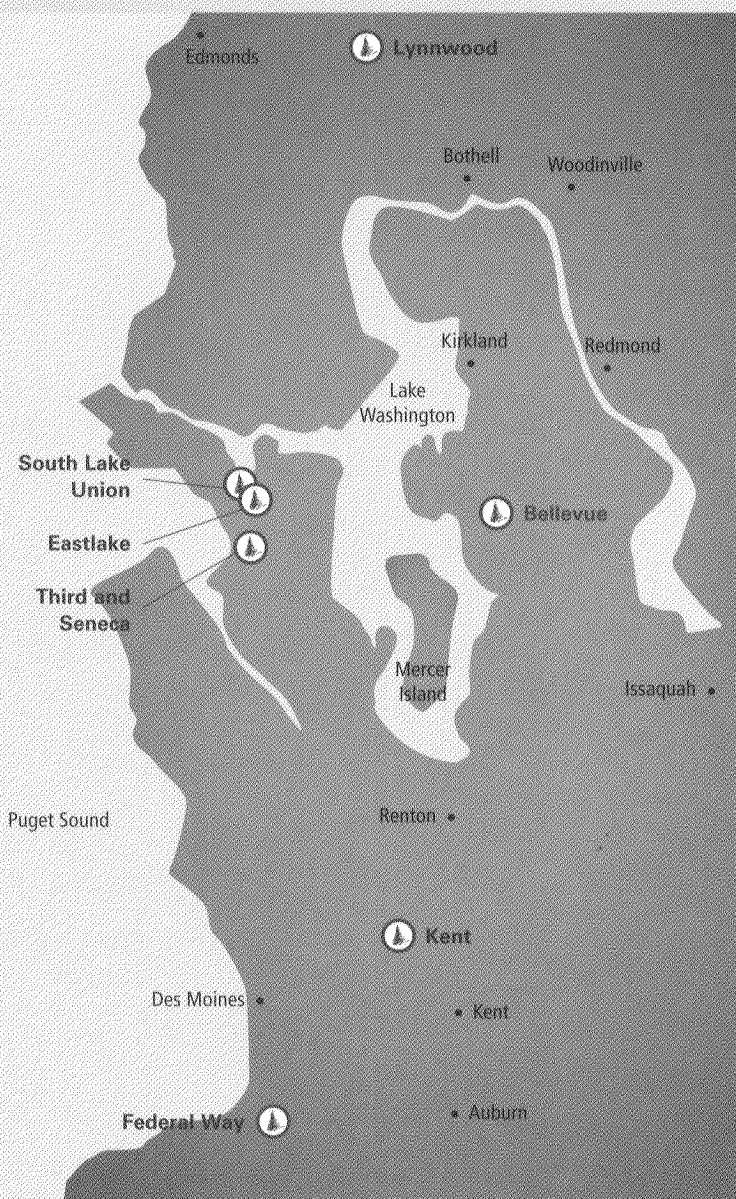 Edmonds
Lynnwood
Bothell
Woodinville
Kirkland
Redmond
Lake
Washington
South Lake
Union
Bellevue
Eastlake
Third and
Seneca
Mercer
Island
Issaquah
Puget Sound
Renton
Kent
Des Moines
Kent
Auburn
Federal Way